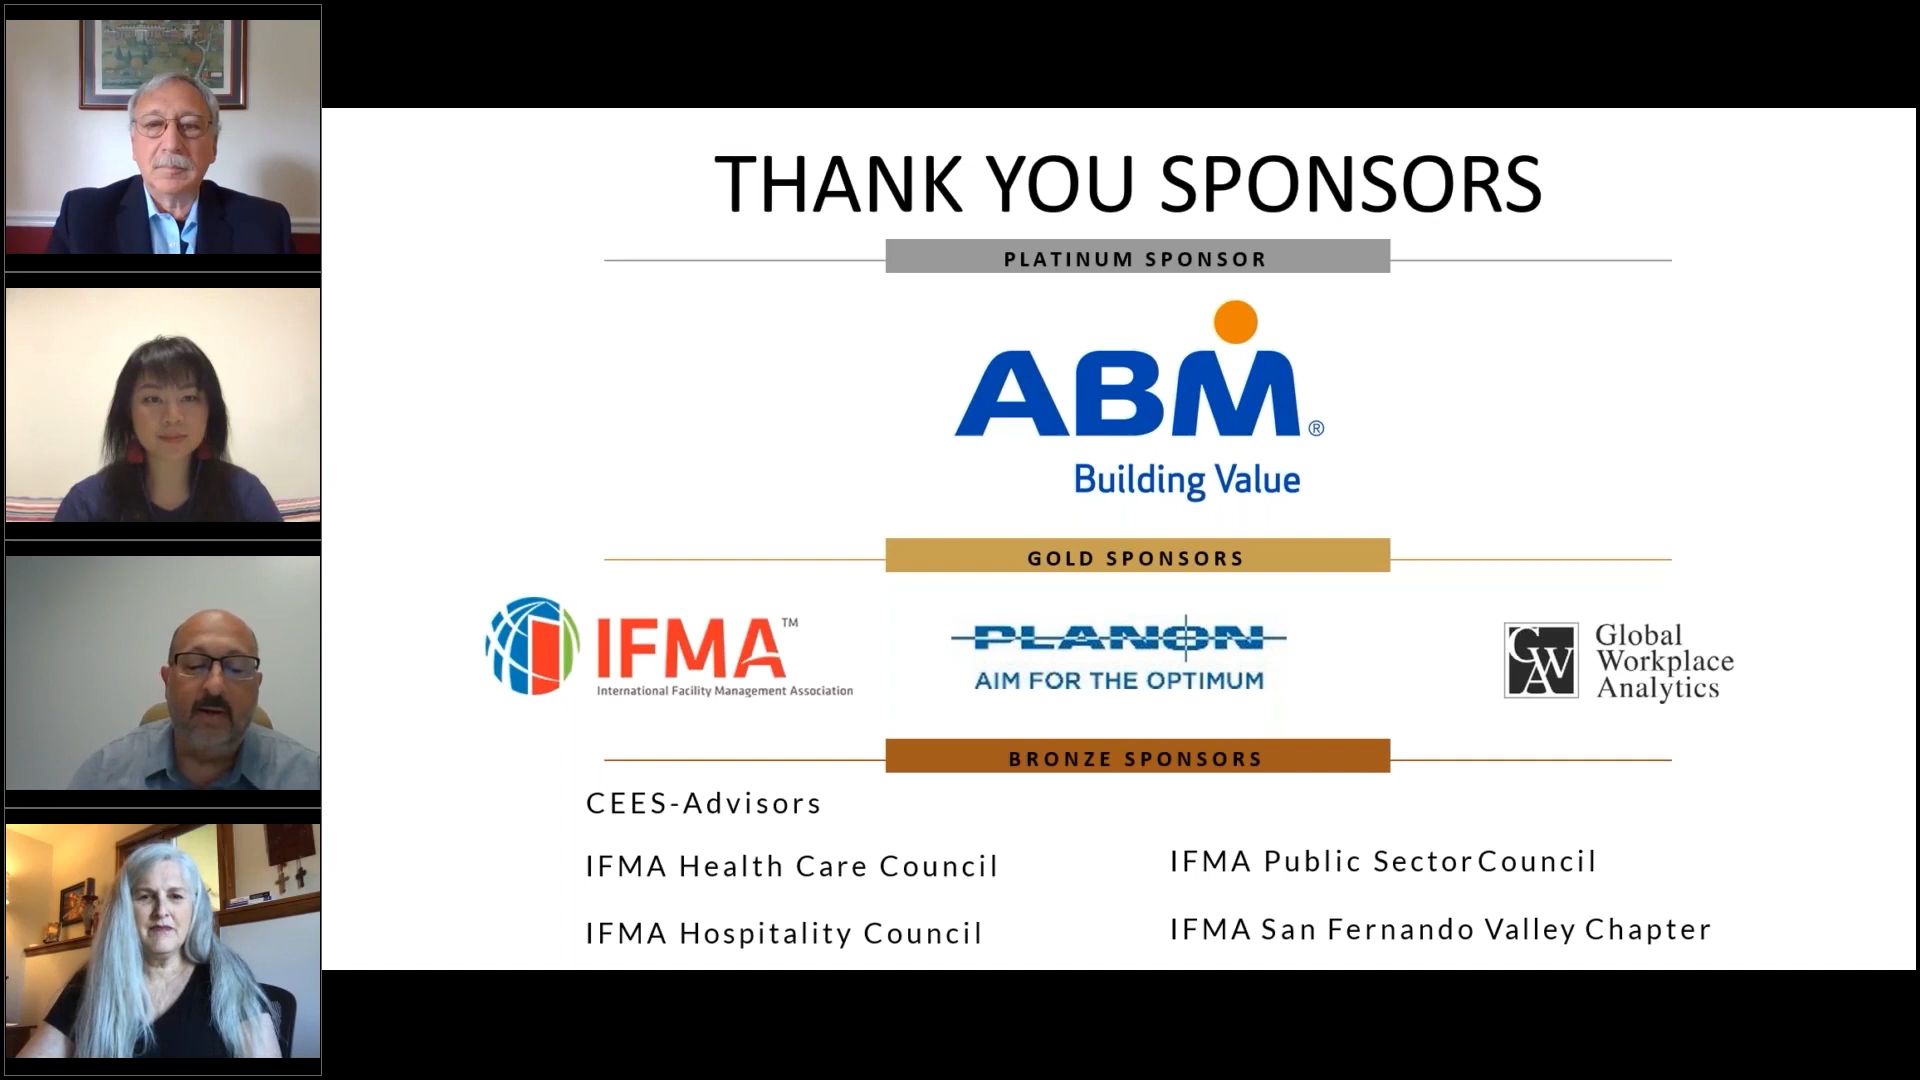 THANK YOU SPONSORS
PLATINUM SPONSOR
ABM®
Building Value
GOLD SPONSORS
IFMA™
International Facility Management Association
PLANON
AIM FOR THE OPTIMUM
GWA
Global
Workplace
Analytics
BRONZE SPONSORS
CEES-Advisors
IFMA Health Care Council
IFMA Hospitality Council
IFMA Public Sector Council
IFMA San Fernando Valley Chapter